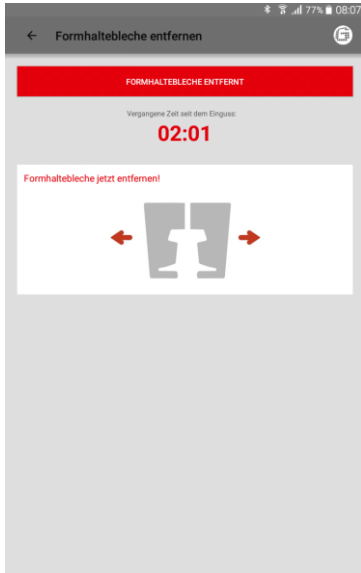 77% 08:07
Formhaltebleche entfernen
FORMHALTEBLECHE ENTFERNT
Vergangene Zeit seit dem Einguss:
02:01
Formhaltebleche jetzt entfernen!